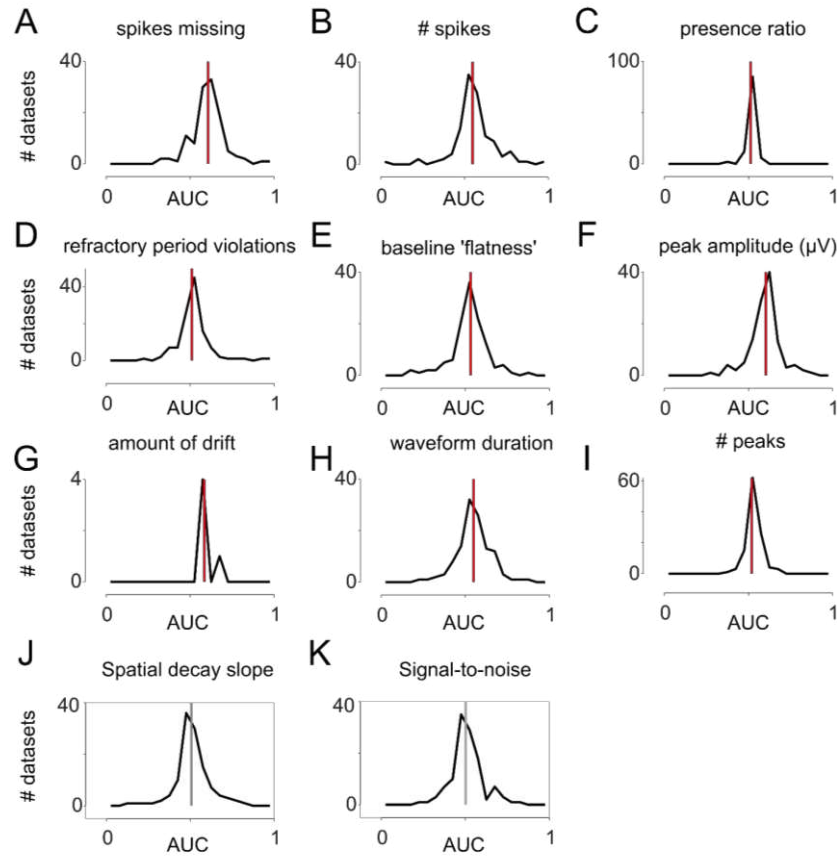 A spikes missing
# datasets
40
0
0 AUC 1
B # spikes
40
0
0 AUC 1
C presence ratio
100
0
0 AUC 1
D refractory period violations
# datasets
40
0
0 AUC 1
E baseline 'flatness'
40
0
0 AUC 1
F peak amplitude (μV)
40
0
0 AUC 1
G amount of drift
# datasets
4
0
0 AUC 1
H waveform duration
40
0
0 AUC 1
I # peaks
60
0
0 AUC 1
J Spatial decay slope
# datasets
40
0
0 AUC 1
K Signal-to-noise
40
0
0 AUC 1